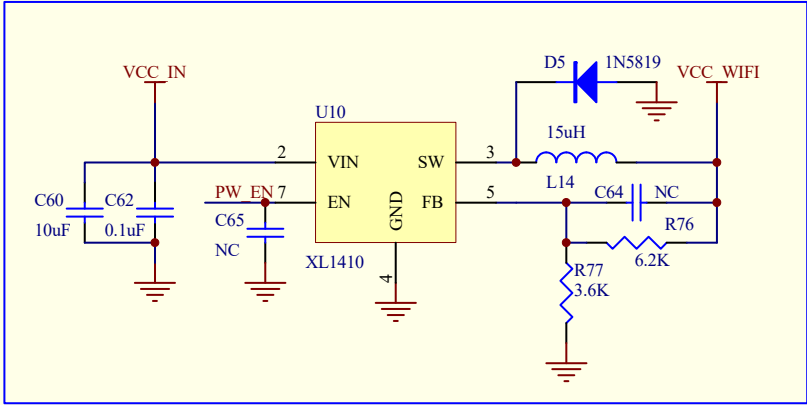 D5 1N5819
VCC_IN
VCC_WIFI
U10
15uH
2 VIN SW 3
L14
C60 C62
10uF 0.1uF
PW_EN 7 EN FB 5
C64 NC
C65
NC
GND
R76
6.2K
XL1410
4
R77
3.6K